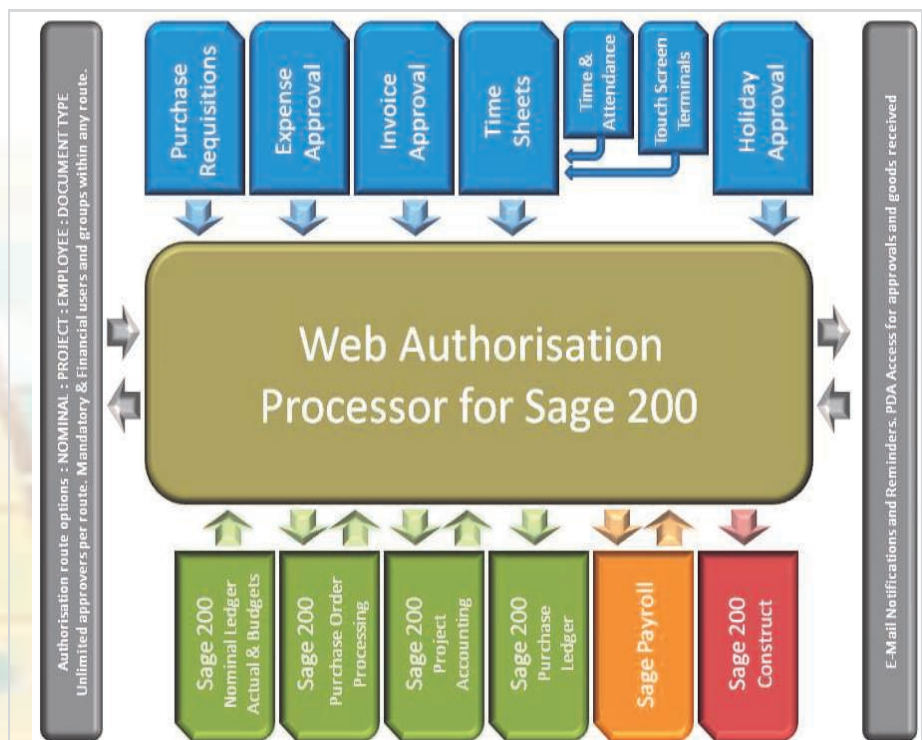 Authorisation route options : NOMINAL : PROJECT : EMPLOYEE : DOCUMENT TYPE
Unlimited approvers per route. Mandatory & Financial users and groups within any route.
Purchase
Requisitions
Expense
Approval
Invoice
Approval
Time
Sheets
Time &
Attendance
Touch Screen
Terminals
Holiday
Approval
Web Authorisation
Processor for Sage 200
Sage 200
Nominal Ledger
Actual & Budgets
Sage 200
Purchase Order
Processing
Sage 200
Project
Accounting
Sage 200
Purchase
Ledger
Sage Payroll
Sage 200
Construct
E-Mail Notifications and Reminders. PDA Access for approvals and goods received